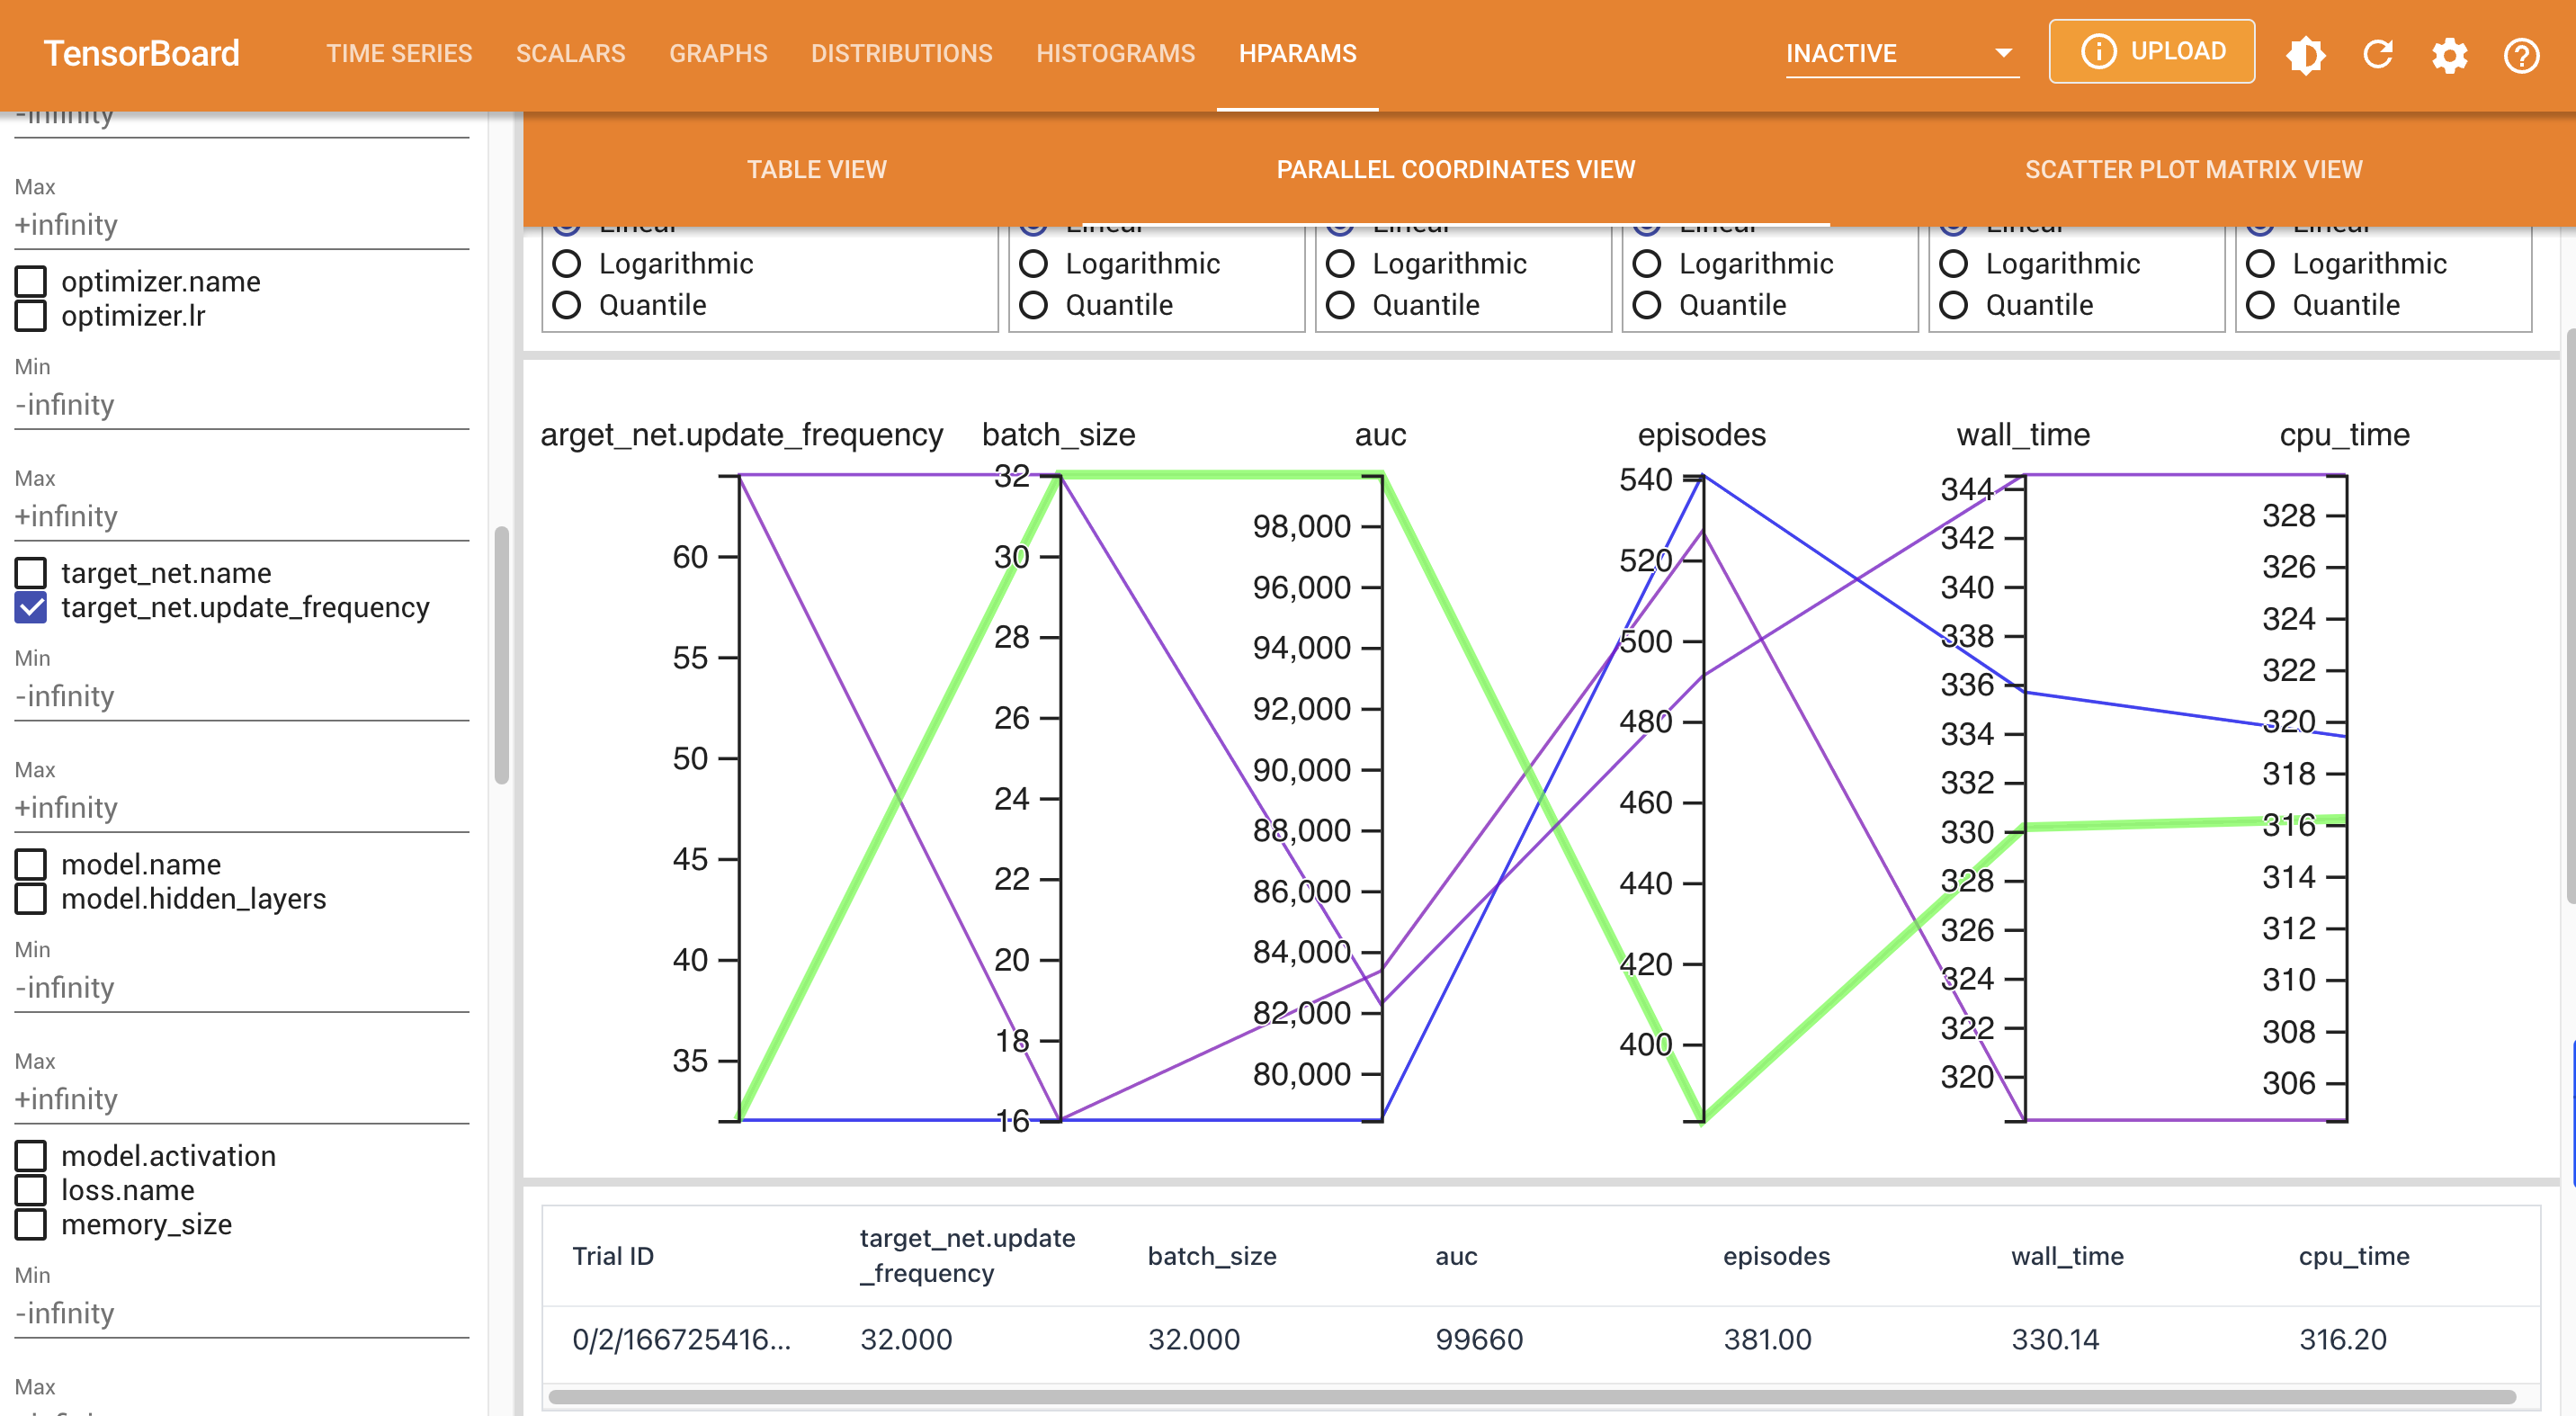 TensorBoard
TIME SERIES SCALARS GRAPHS DISTRIBUTIONS HISTOGRAMS HPARAMS
INACTIVE
UPLOAD
-infinity
Max
+infinity
optimizer.name
optimizer.lr
Min
-infinity
Max
+infinity
target_net.name
target_net.update_frequency
Min
-infinity
Max
+infinity
model.name
model.hidden_layers
Min
-infinity
Max
+infinity
model.activation
loss.name
memory_size
Min
-infinity
Max
TABLE VIEW PARALLEL COORDINATES VIEW SCATTER PLOT MATRIX VIEW
Linear Linear Linear Linear Linear Linear
Logarithmic Logarithmic Logarithmic Logarithmic Logarithmic Logarithmic
Quantile Quantile Quantile Quantile Quantile Quantile
arget_net.update_frequency batch_size auc episodes wall_time cpu_time
60
55
50
45
40
35
32
30
28
26
24
22
20
18
16
98,000
96,000
94,000
92,000
90,000
88,000
86,000
84,000
82,000
80,000
540
520
500
480
460
440
420
400
344
342
340
338
336
334
332
330
328
326
324
322
320
328
326
324
322
320
318
316
314
312
310
308
306
Trial ID target_net.update
_frequency batch_size auc episodes wall_time cpu_time
0/2/166725416... 32.000 32.000 99660 381.00 330.14 316.20